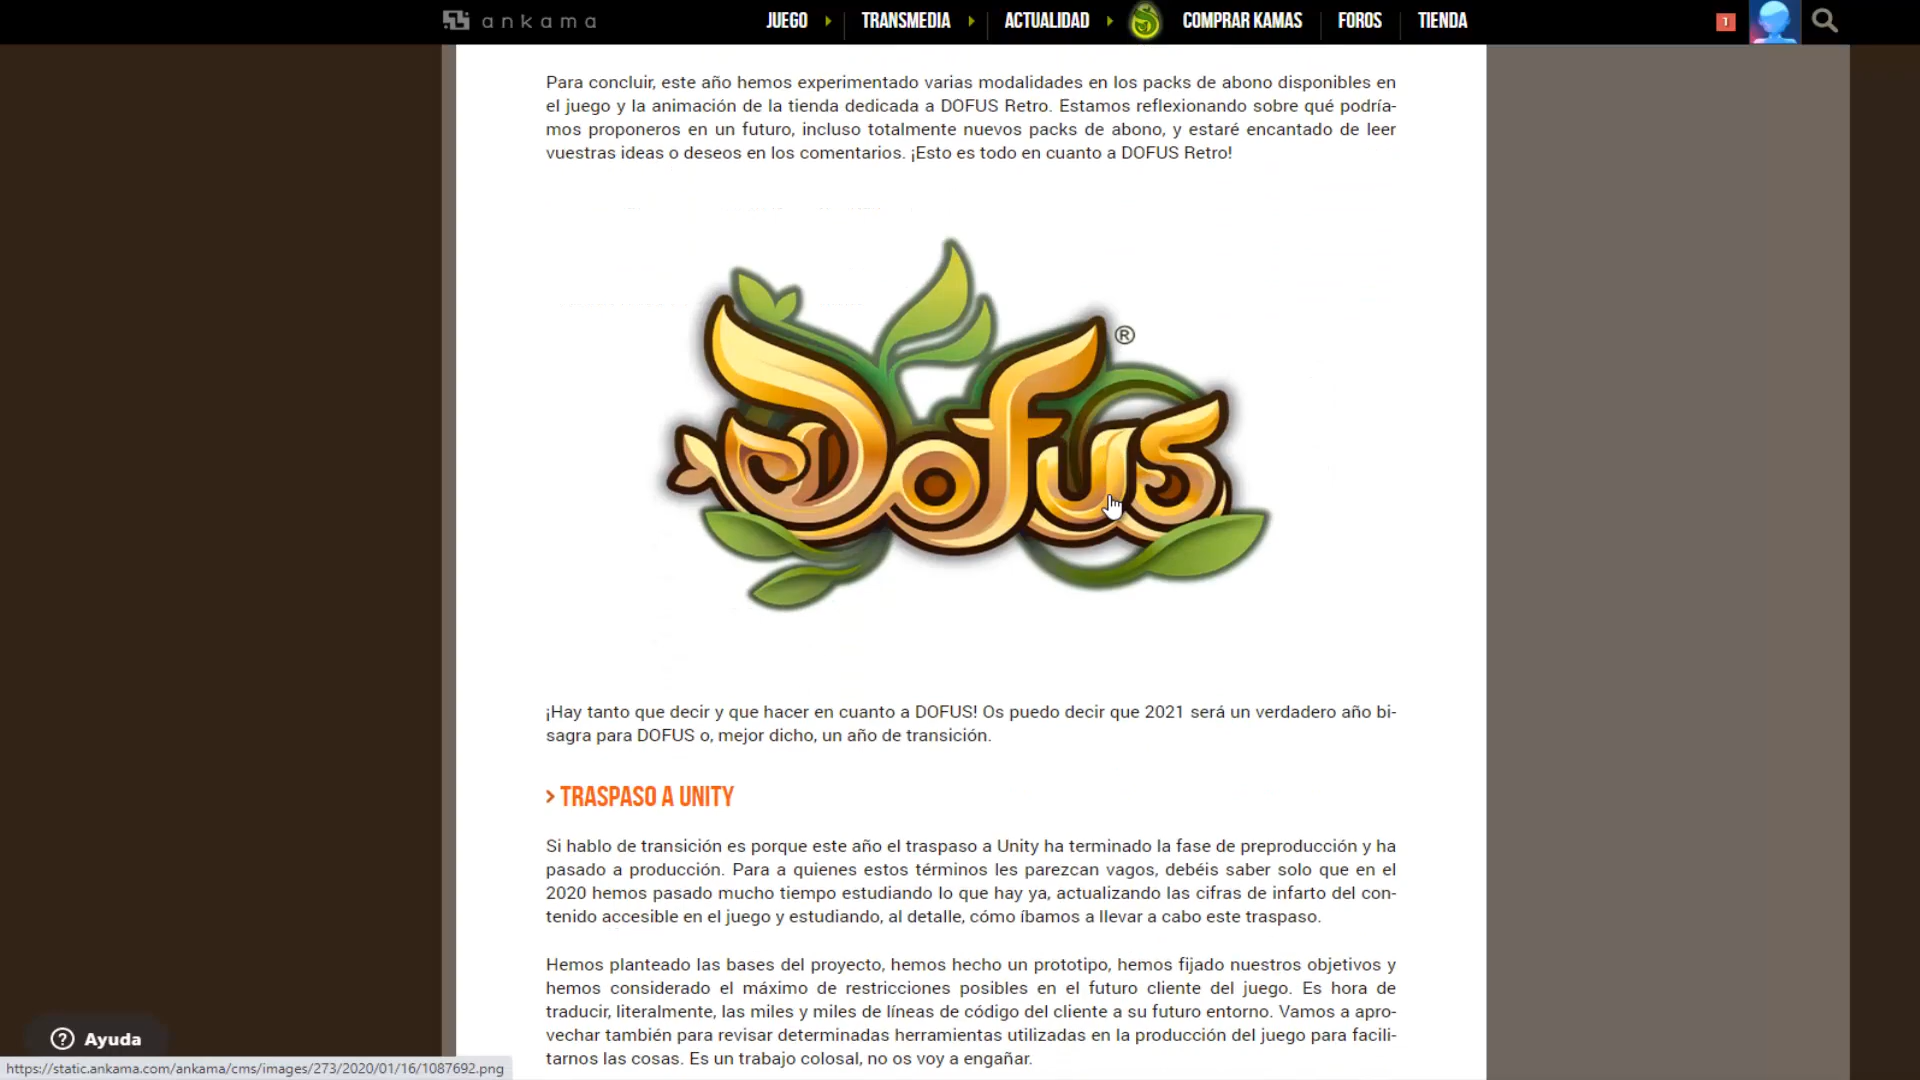 ankama
JUEGO
TRANSMEDIA
ACTUALIDAD
COMPRAR KAMAS
FOROS
TIENDA
1
Para concluir, este año hemos experimentado varias modalidades en los packs de abono disponibles en
el juego y la animación de la tienda dedicada a DOFUS Retro. Estamos reflexionando sobre qué podría-
mos proponeros en un futuro, incluso totalmente nuevos packs de abono, y estaré encantado de leer
vuestras ideas o deseos en los comentarios. ¡Esto es todo en cuanto a DOFUS Retro!
Dofus ®
¡Hay tanto que decir y que hacer en cuanto a DOFUS! Os puedo decir que 2021 será un verdadero año bi-
sagra para DOFUS o, mejor dicho, un año de transición.
> TRASPASO A UNITY
Si hablo de transición es porque este año el traspaso a Unity ha terminado la fase de preproducción y ha
pasado a producción. Para a quienes estos términos les parezcan vagos, debéis saber solo que en el
2020 hemos pasado mucho tiempo estudiando lo que hay ya, actualizando las cifras de infarto del con-
tenido accesible en el juego y estudiando, al detalle, cómo íbamos a llevar a cabo este traspaso.
Hemos planteado las bases del proyecto, hemos hecho un prototipo, hemos fijado nuestros objetivos y
hemos considerado el máximo de restricciones posibles en el futuro cliente del juego. Es hora de
traducir, literalmente, las miles y miles de líneas de código del cliente a su futuro entorno. Vamos a apro-
vechar también para revisar determinadas herramientas utilizadas en la producción del juego para facili-
tarnos las cosas. Es un trabajo colosal, no os voy a engañar.
? Ayuda
https://static.ankama.com/ankama/cms/images/273/2020/01/16/1087692.png